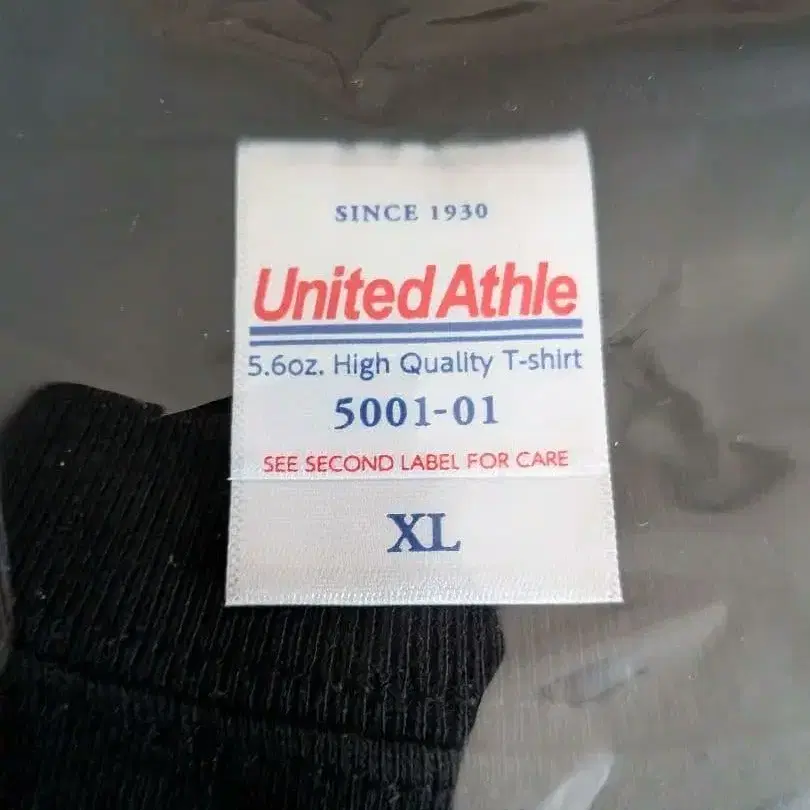 SINCE 1930
United Athle
5.6oz. High Quality T-shirt
5001-01
SEE SECOND LABEL FOR CARE
XL